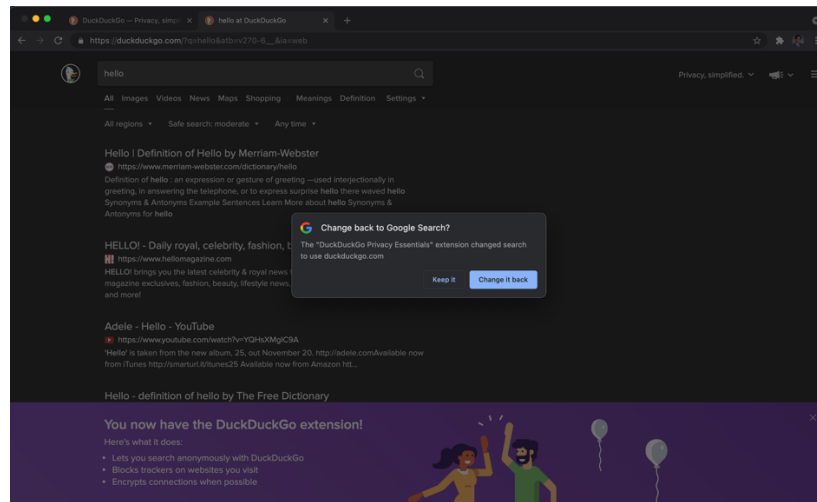 DuckDuckGo — Privacy, simpli
hello at DuckDuckGo
https://duckduckgo.com/?q=hello&atb=v270-6__&ia=web
hello
Privacy, simplified.
All Images Videos News Maps Shopping Meanings Definition Settings
All regions Safe search: moderate Any time
Hello | Definition of Hello by Merriam-Webster
https://www.merriam-webster.com/dictionary/hello
Definition of hello : an expression or gesture of greeting —used interjectionally in
greeting, in answering the telephone, or to express surprise hello there waved hello
Synonyms & Antonyms Example Sentences Learn More about hello Synonyms &
Antonyms for hello
HELLO! - Daily royal, celebrity, fashion, b
https://www.hellomagazine.com
HELLO! brings you the latest celebrity & royal news
magazine exclusives, fashion, beauty, lifestyle news,
and more!
Change back to Google Search?
The "DuckDuckGo Privacy Essentials" extension changed search
to use duckduckgo.com
Keep it
Change it back
Adele - Hello - YouTube
https://www.youtube.com/watch?v=YQHsXMglC9A
'Hello' is taken from the new album, 25, out November 20. http://adele.comAvailable now
from iTunes http://smarturl.it/itunes25 Available now from Amazon htt...
Hello - definition of hello by The Free Dictionary
You now have the DuckDuckGo extension!
Here's what it does:
• Lets you search anonymously with DuckDuckGo
• Blocks trackers on websites you visit
• Encrypts connections when possible